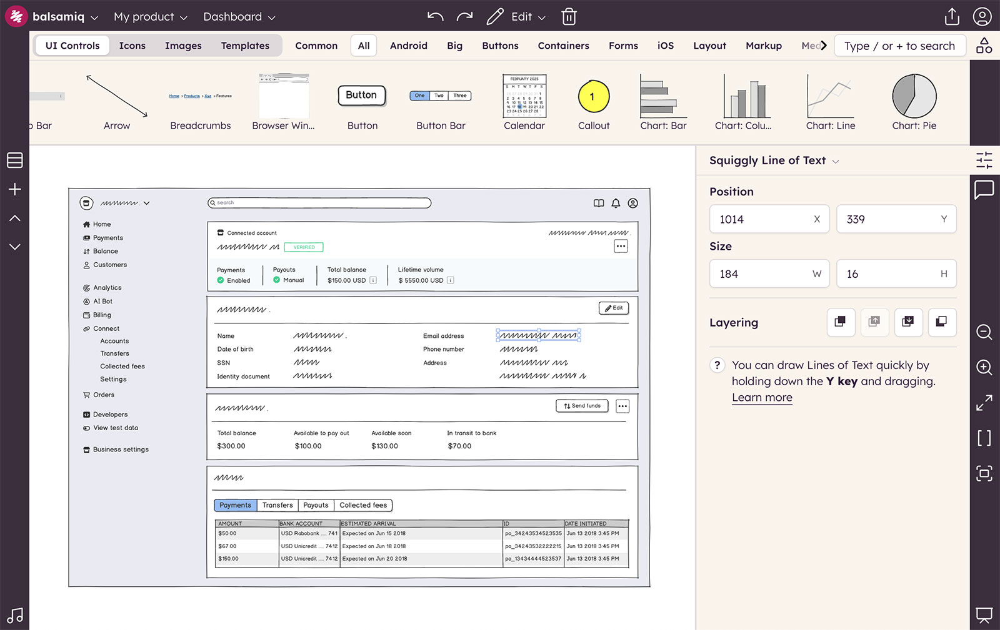 balsamiq My product Dashboard Edit
UI Controls Icons Images Templates Common All Android Big Buttons Containers Forms iOS Layout Markup Med Type / or + to search
Home > Products > Xyz > Features
Button
One Two Three
FEBRUARY 2025
S M T W T F S
1
o Bar Arrow Breadcrumbs Browser Win... Button Button Bar Calendar Callout Chart: Bar Chart: Colu... Chart: Line Chart: Pie
Squiggly Line of Text
Position
1014 X 339 Y
Size
184 W 16 H
Layering
? You can draw Lines of Text quickly by
holding down the Y key and dragging.
Learn more
search
Home
Payments
Balance
Customers
Analytics
AI Bot
Billing
Connect
Accounts
Transfers
Collected fees
Settings
Orders
Developers
View test data
Business settings
Connected account
VERIFIED
Payments Payouts Total balance Lifetime volume
Enabled Manual $150.00 USD i $ 5550.00 USD i
Edit
Name Email address
Date of birth Phone number
SSN Address
Identity document
Send funds
Total balance Available to pay out Available soon In transit to bank
$300.00 $100.00 $130.00 $70.00
Payments Transfers Payouts Collected fees
AMOUNT BANK ACCOUNT ESTIMATED ARRIVAL ID DATE INITIATED
$50.00 USD Rabobank .... 741 Expected on Jun 15 2018 po_34243534523535 Jun 13 2018 3:45 PM
$67.00 USD Unicredit .... 7412 Expected on Jun 18 2018 po_34243532222215 Jun 13 2018 3:45 PM
$150.00 USD Unicredit .... 7412 Expected on Jun 20 2018 po_13434444523537 Jun 13 2018 3:45 PM